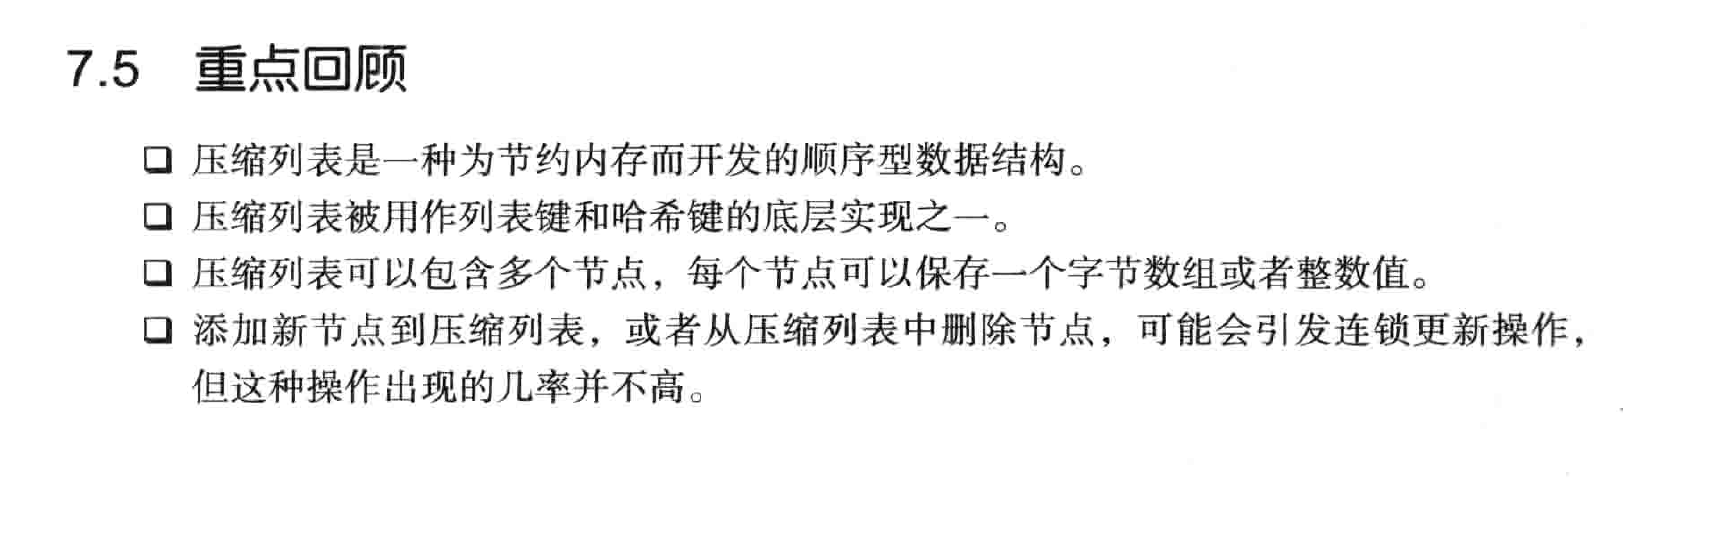 7.5 重点回顾
❑ 压缩列表是一种为节约内存而开发的顺序型数据结构。
❑ 压缩列表被用作列表键和哈希键的底层实现之一。
❑ 压缩列表可以包含多个节点，每个节点可以保存一个字节数组或者整数值。
❑ 添加新节点到压缩列表，或者从压缩列表中删除节点，可能会引发连锁更新操作，
但这种操作出现的几率并不高。